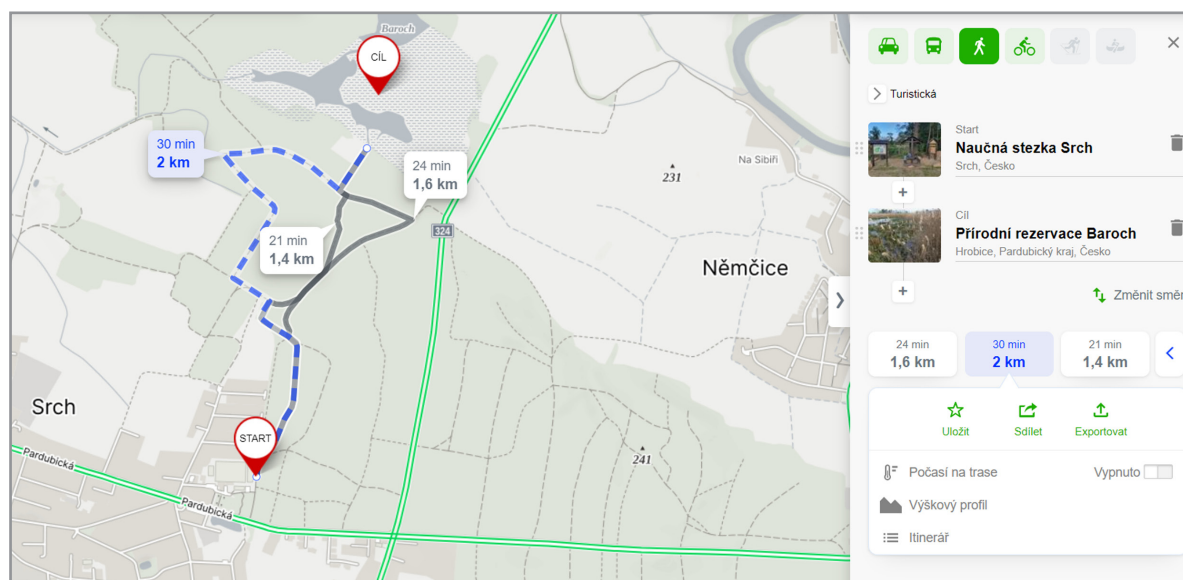 Baroch
CÍL
30 min
2 km
24 min
1,6 km
Na Sibiři
231
324
21 min
1,4 km
Němčice
Srch
START
241
Pardubická
Pardubická
Turistická
Start
Naučná stezka Srch
Srch, Česko
+
Cíl
Přírodní rezervace Baroch
Hrobice, Pardubický kraj, Česko
+
Změnit směr
24 min
1,6 km
30 min
2 km
21 min
1,4 km
Uložit
Sdílet
Exportovat
Počasí na trase
Vypnuto
Výškový profil
Itinerář